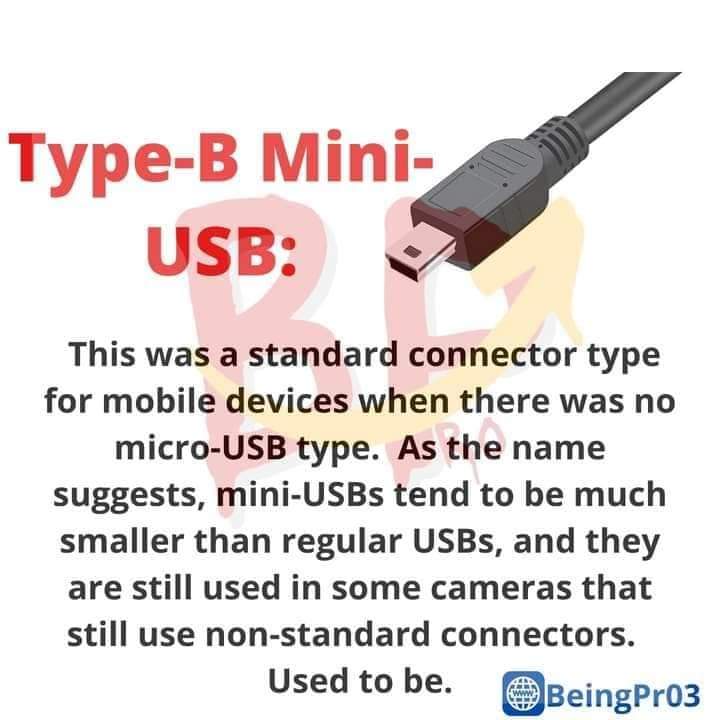 Type-B Mini-
USB:
This was a standard connector type
for mobile devices when there was no
micro-USB type. As the name
suggests, mini-USBs tend to be much
smaller than regular USBs, and they
are still used in some cameras that
still use non-standard connectors.
Used to be.
BeingPr03